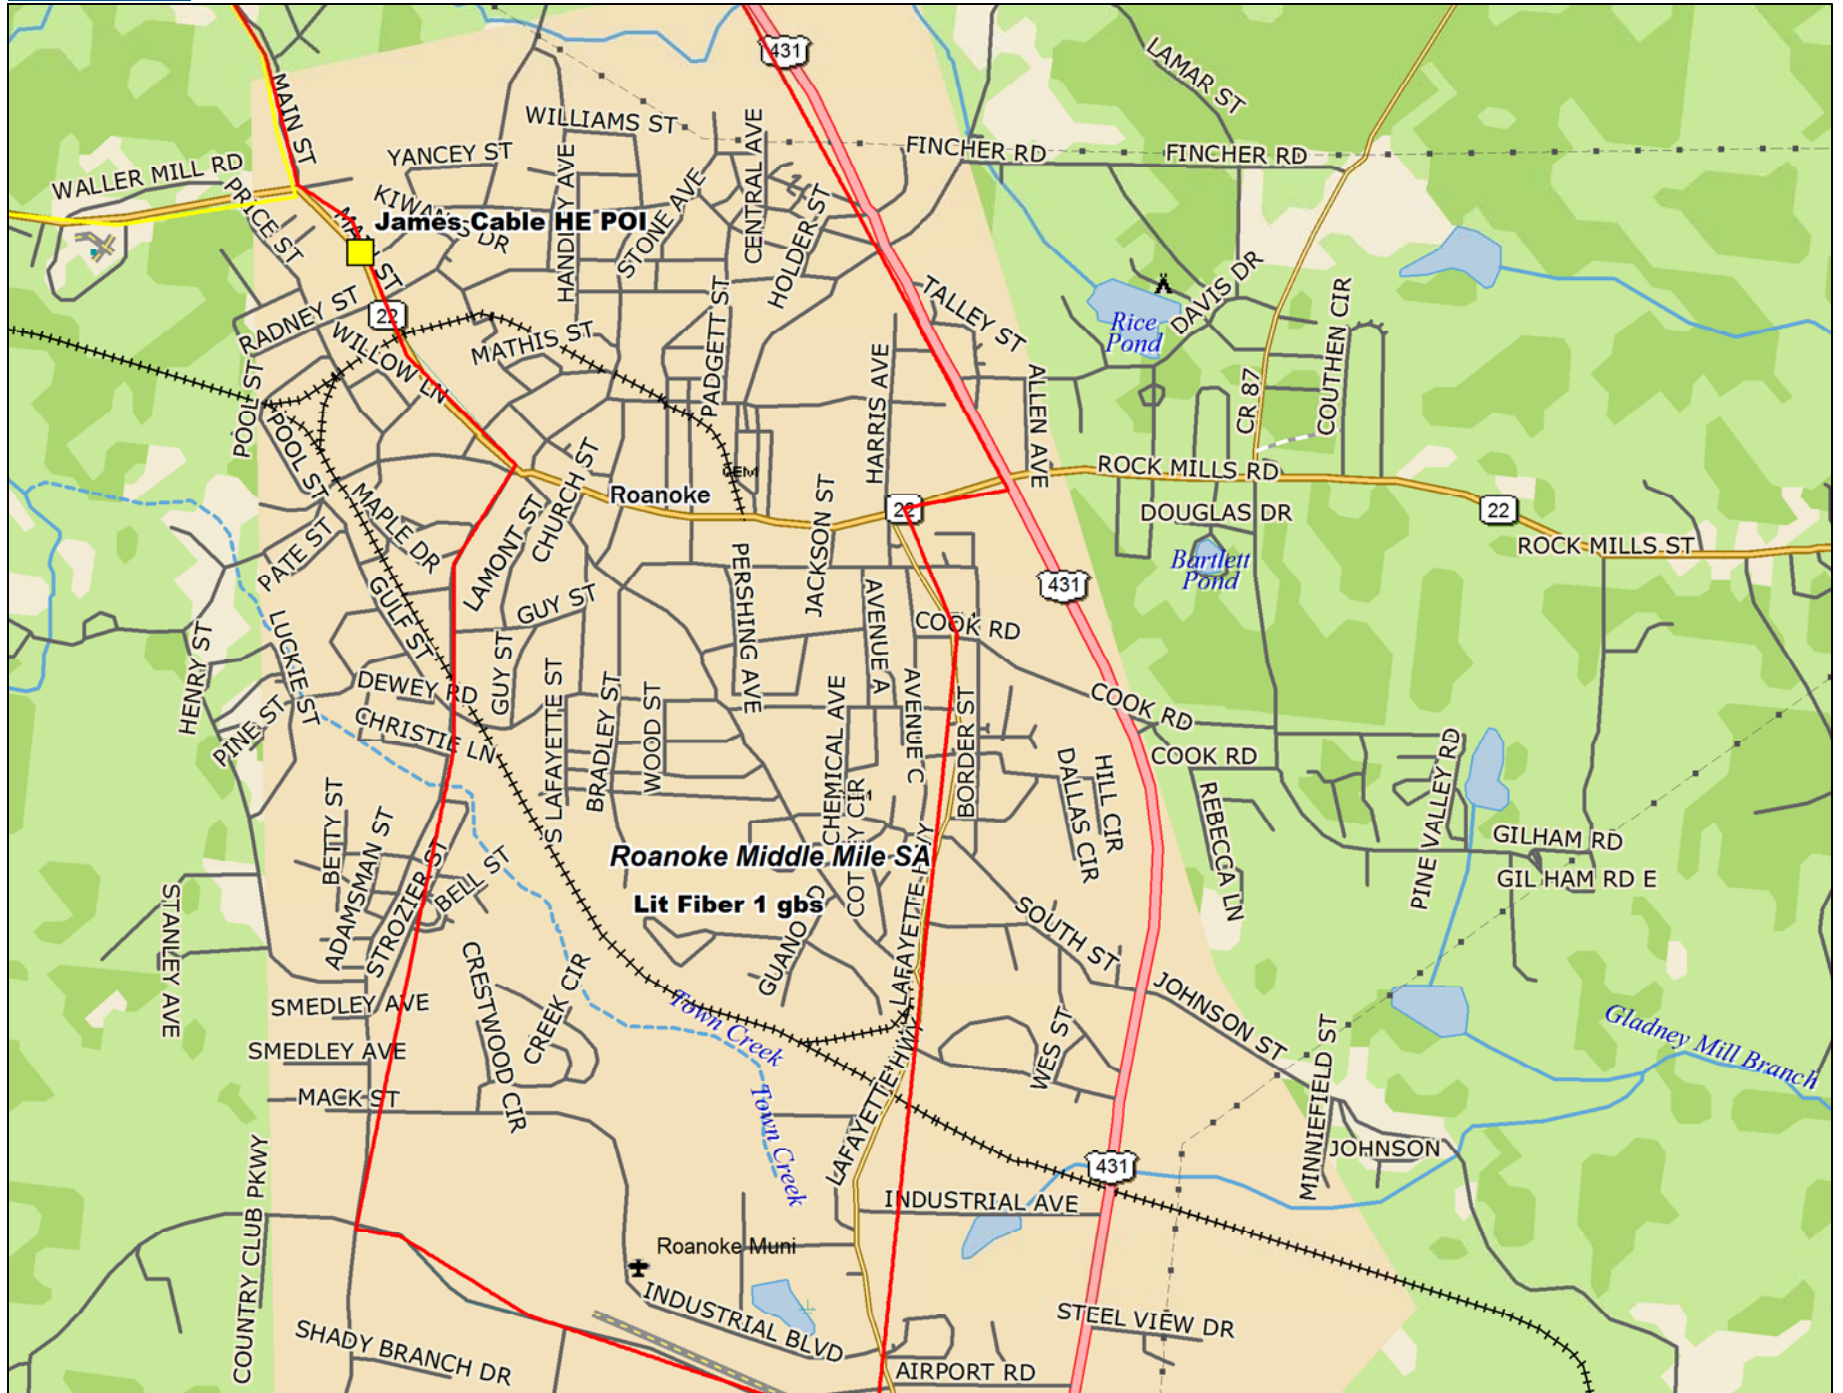 431
LAMAR ST
MAIN ST
WILLIAMS ST
CENTRAL AVE
FINCHER RD
FINCHER RD
YANCEY ST
WALLER MILL RD
HANDLEY AVE
STONE AVE
PRICE ST
KIWANIS DR
James Cable HE POI
MAIN ST
HOLDER ST
DAVIS DR
TALLEY ST
Rice
Pond
COUTHEN CIR
RADNEY ST
22
WILLOW LN
MATHIS ST
PADGETT ST
HARRIS AVE
ALLEN AVE
CR 87
POOL ST
POOL ST
CHURCH ST
LAMONT ST
Roanoke
JACKSON ST
ROCK MILLS RD
22
22
DOUGLAS DR
ROCK MILLS ST
Bartlett
Pond
MAPLE DR
PATE ST
GULF ST
431
GUY ST
PERSHING AVE
AVENUE A
COOK RD
LUCKIE ST
HENRY ST
GUY ST
DEWEY RD
S LAFAYETTE ST
BRADLEY ST
WOOD ST
CHEMICAL AVE
AVENUE C
BORDER ST
COOK RD
COOK RD
PINE ST
CHRISTIE LN
DALLAS CIR
HILL CIR
REBECCA LN
PINE VALLEY RD
BETTY ST
ADAMSMAN ST
STROZIER ST
BELL ST
Roanoke Middle Mile SA
Lit Fiber 1 gbs
LAFAYETTE HWY
GILHAM RD
GILHAM RD E
STANLEY AVE
GUANO D
SOUTH ST
CRESTWOOD CIR
CREEK CIR
SMEDLEY AVE
Town Creek
JOHNSON ST
WES ST
MINNIEFIELD ST
Gladney Mill Branch
SMEDLEY AVE
MACK ST
Town Creek
LAFAYETTE HWY
431
JOHNSON
COUNTRY CLUB PKWY
INDUSTRIAL AVE
Roanoke Muni
INDUSTRIAL BLVD
STEEL VIEW DR
SHADY BRANCH DR
AIRPORT RD